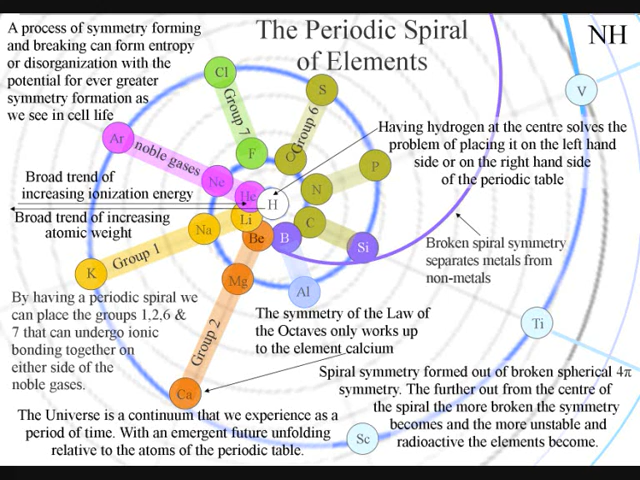 The Periodic Spiral
of Elements
NH
A process of symmetry forming
and breaking can form entropy
or disorganization with the
potential for ever greater
symmetry formation as
we see in cell life
Cl
S
V
Group 7
Group 6
Ar
noble gases
F
O
P
Having hydrogen at the centre solves the
problem of placing it on the left hand
side or on the right hand side
of the periodic table
Ne
He
H
N
Broad trend of
increasing ionization energy
Broad trend of increasing
atomic weight
Na
Li
Be
B
C
Si
Broken spiral symmetry
separates metals from
non-metals
K
Group 1
Mg
Al
Group 2
Ca
By having a periodic spiral we
can place the groups 1,2,6 &
7 that can undergo ionic
bonding together on
either side of the
noble gases.
The symmetry of the Law of
the Octaves only works up
to the element calcium
Ti
Spiral symmetry formed out of broken spherical 4π
symmetry. The further out from the centre of
the spiral the more broken the symmetry
becomes and the more unstable and
radioactive the elements become.
The Universe is a continuum that we experience as a
period of time. With an emergent future unfolding
relative to the atoms of the periodic table.
Sc